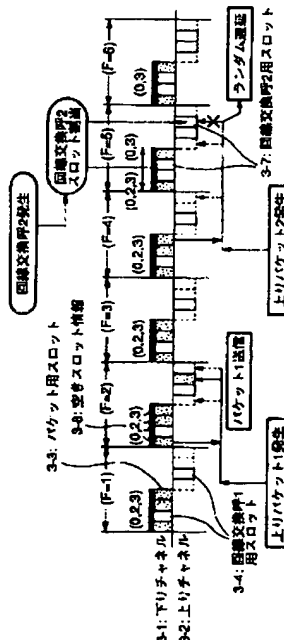 回線交換呼2発生
回線交換呼2
スロット割当
(F=1)
(F=2)
(F=3)
(F=4)
(F=5)
(F=6)
3-3: パケット用スロット
3-8: 空きスロット情報
(0,2,3)
(0,2,3)
(0,2,3)
(0,2,3)
(0,2,3)
(0,3)
(0,3)
3-1: 下りチャネル
3-2: 上りチャネル
3-4: 回線交換呼1
用スロット
パケット1送信
上りパケット1発生
上りパケット2発生
3-7: 回線交換呼2用スロット
ランダム遅延